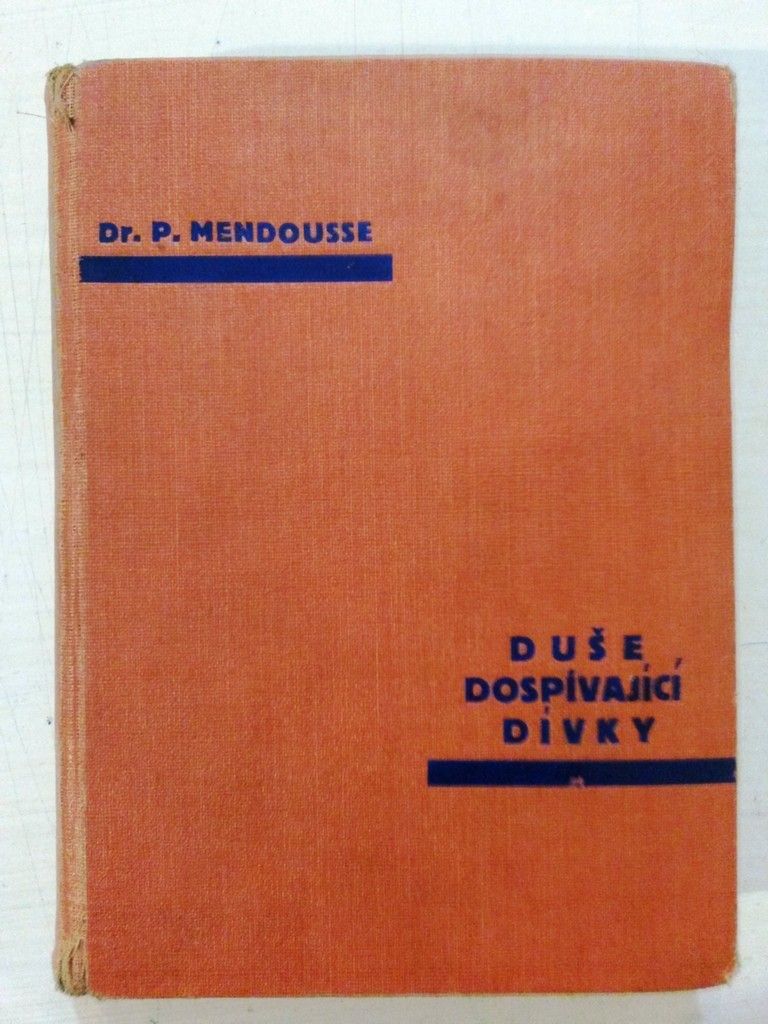 Dr. P. MENDOUSSE
DUŠE
DOSPÍVAJÍCÍ
DÍVKY